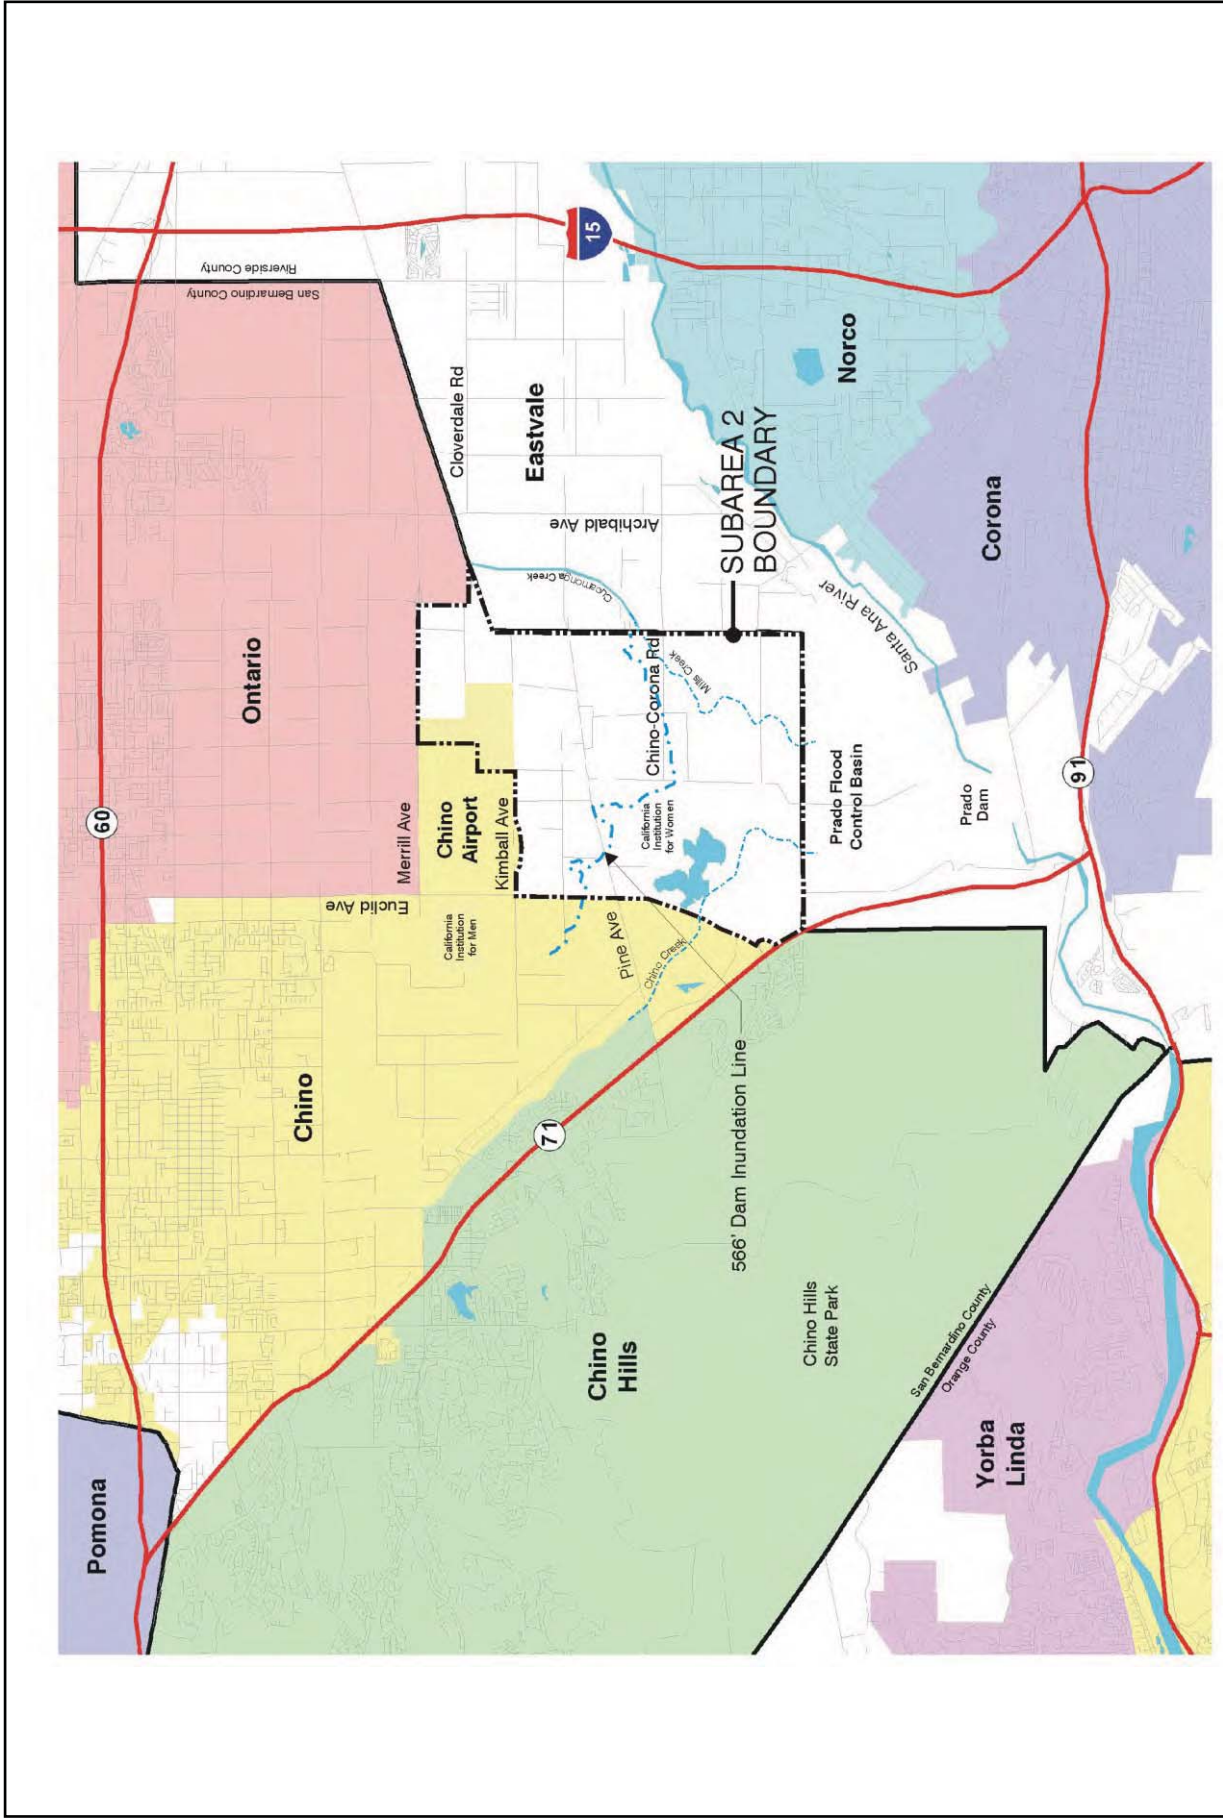 Pomona
60
Ontario
Riverside County
San Bernardino County
Chino
Merrill Ave
Euclid Ave
California
Institution
for Men
Chino
Airport
Kimball Ave
Cloverdale Rd
Eastvale
Archibald Ave
Cucamonga Creek
15
71
Pine Ave
Chino Creek
California
Institution
for Women
Chino-Corona Rd
Mills Creek
SUBAREA 2
BOUNDARY
Norco
Chino
Hills
566' Dam Inundation Line
Chino Hills
State Park
Prado Flood
Control Basin
Santa Ana River
Prado
Dam
Corona
91
San Bernardino County
Orange County
Yorba
Linda